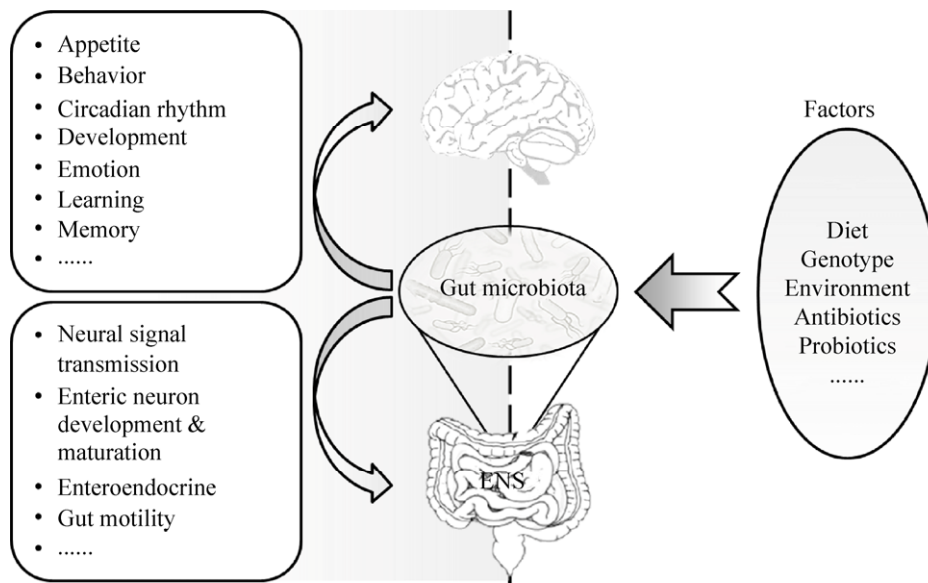 • Appetite
• Behavior
• Circadian rhythm
• Development
• Emotion
• Learning
• Memory
• ......
• Neural signal
transmission
• Enteric neuron
development &
maturation
• Enteroendocrine
• Gut motility
• ......
Gut microbiota
ENS
Factors
Diet
Genotype
Environment
Antibiotics
Probiotics
......